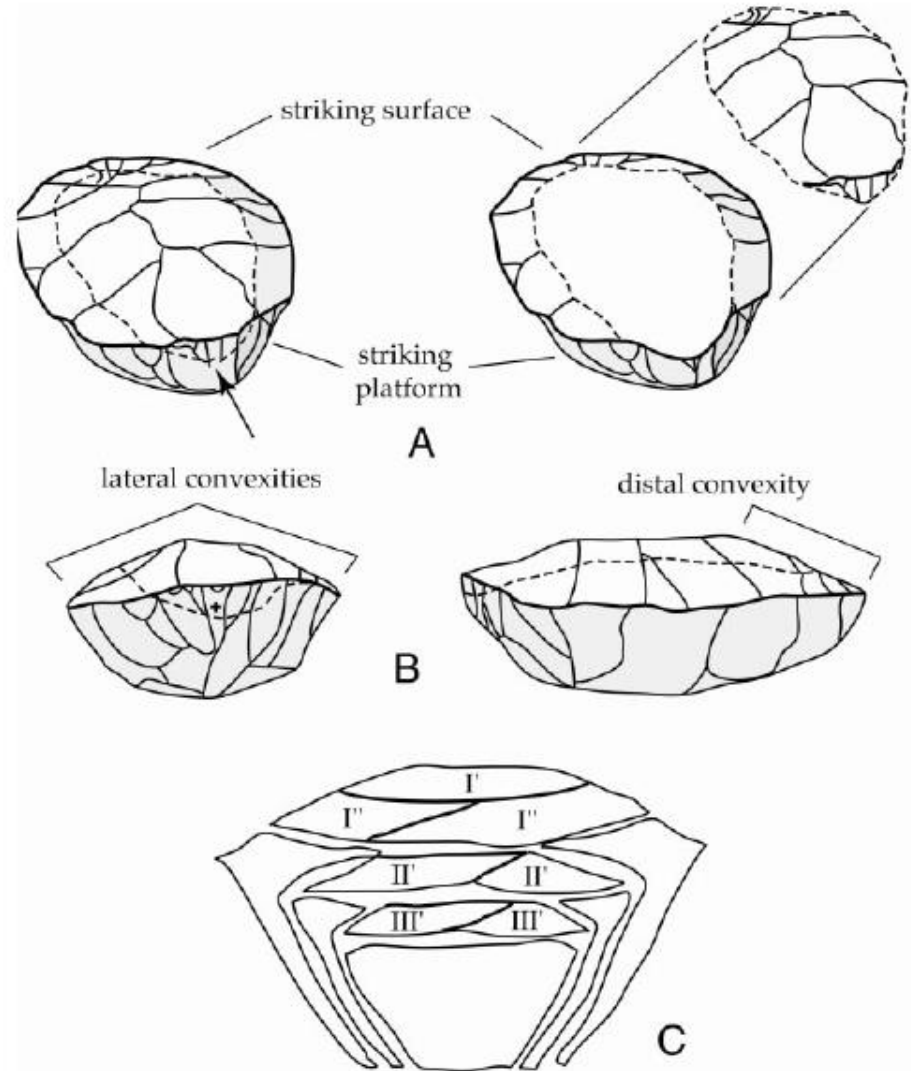 striking surface
striking
platform
A
lateral convexities
distal convexity
B
I'
I" I"
II' II'
III' III'
C